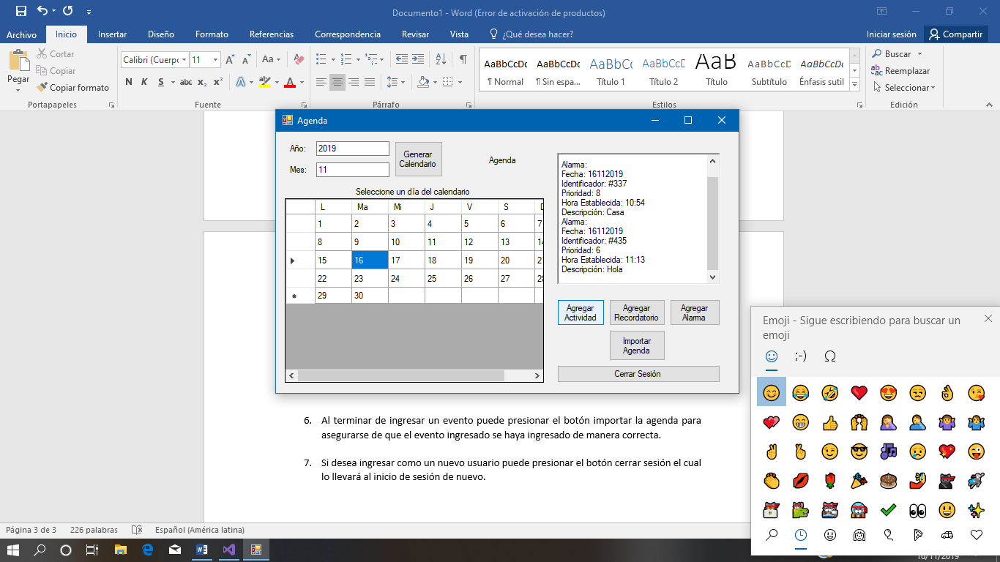 Documento1 - Word (Error de activación de productos)
Archivo Inicio Insertar Diseño Formato Referencias Correspondencia Revisar Vista ¿Qué desea hacer? Iniciar sesión Compartir
Pegar
Cortar
Copiar
Copiar formato
Portapapeles
Calibri (Cuerpo 11 Aa
N K S abc x₂ x² A ab A
Fuente
Párrafo
AaBbCcDc AaBbCcDc AaBbCc AaBbCcD AaB AaBbCcD AaBbCcDc
¶ Normal ¶ Sin espa... Título 1 Título 2 Título Subtítulo Énfasis sutil
Estilos
Buscar
Reemplazar
Seleccionar
Edición
Agenda
Año: 2019
Mes: 11
Generar
Calendario
Agenda
Seleccione un día del calendario
L Ma Mi J V S
1 2 3 4 5 6 7
8 9 10 11 12 13 14
15 16 17 18 19 20 21
22 23 24 25 26 27 28
29 30
Alarma:
Fecha: 16112019
Identificador: #337
Prioridad: 8
Hora Establecida: 10:54
Descripción: Casa
Alarma:
Fecha: 16112019
Identificador: #435
Prioridad: 6
Hora Establecida: 11:13
Descripción: Hola
Agregar
Actividad
Agregar
Recordatorio
Agregar
Alarma
Importar
Agenda
Cerrar Sesión
6. Al terminar de ingresar un evento puede presionar el botón importar la agenda para
asegurarse de que el evento ingresado se haya ingresado de manera correcta.
7. Si desea ingresar como un nuevo usuario puede presionar el botón cerrar sesión el cual
lo llevará al inicio de sesión de nuevo.
Emoji - Sigue escribiendo para buscar un
emoji
;-) Ω
Página 3 de 3 226 palabras Español (América latina)